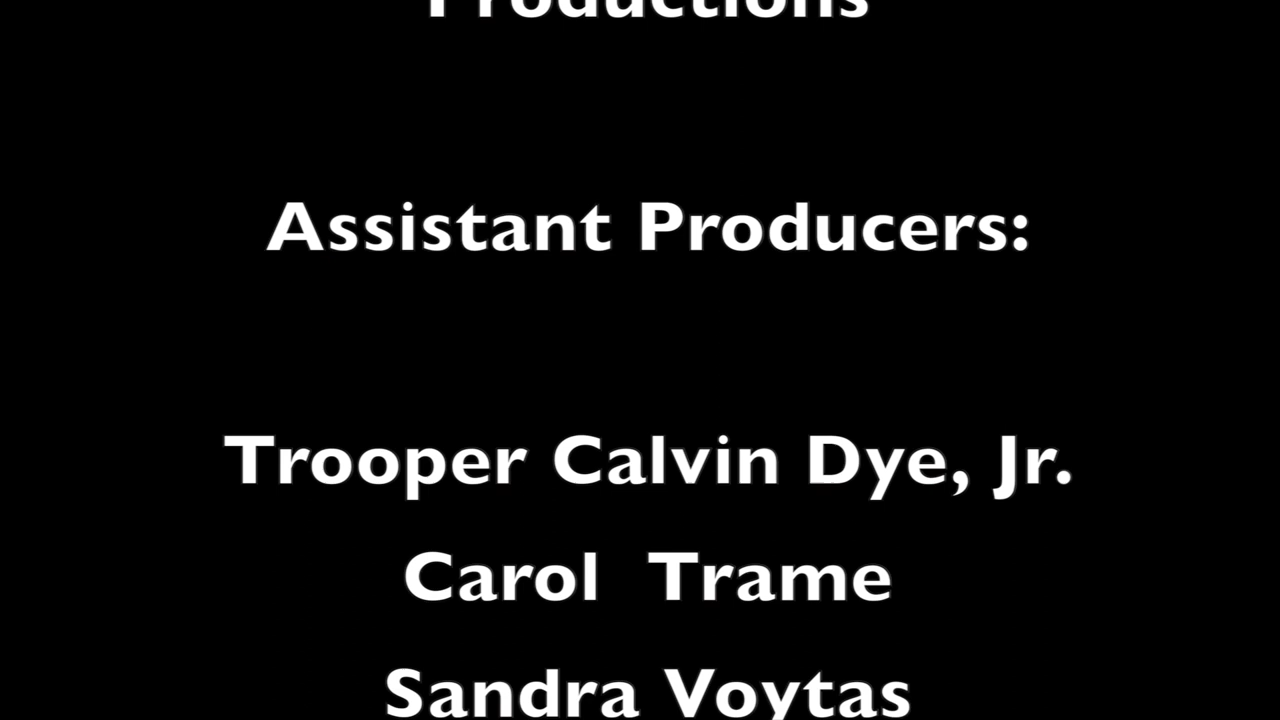 Productions
Assistant Producers:
Trooper Calvin Dye, Jr.
Carol Trame
Sandra Voytas